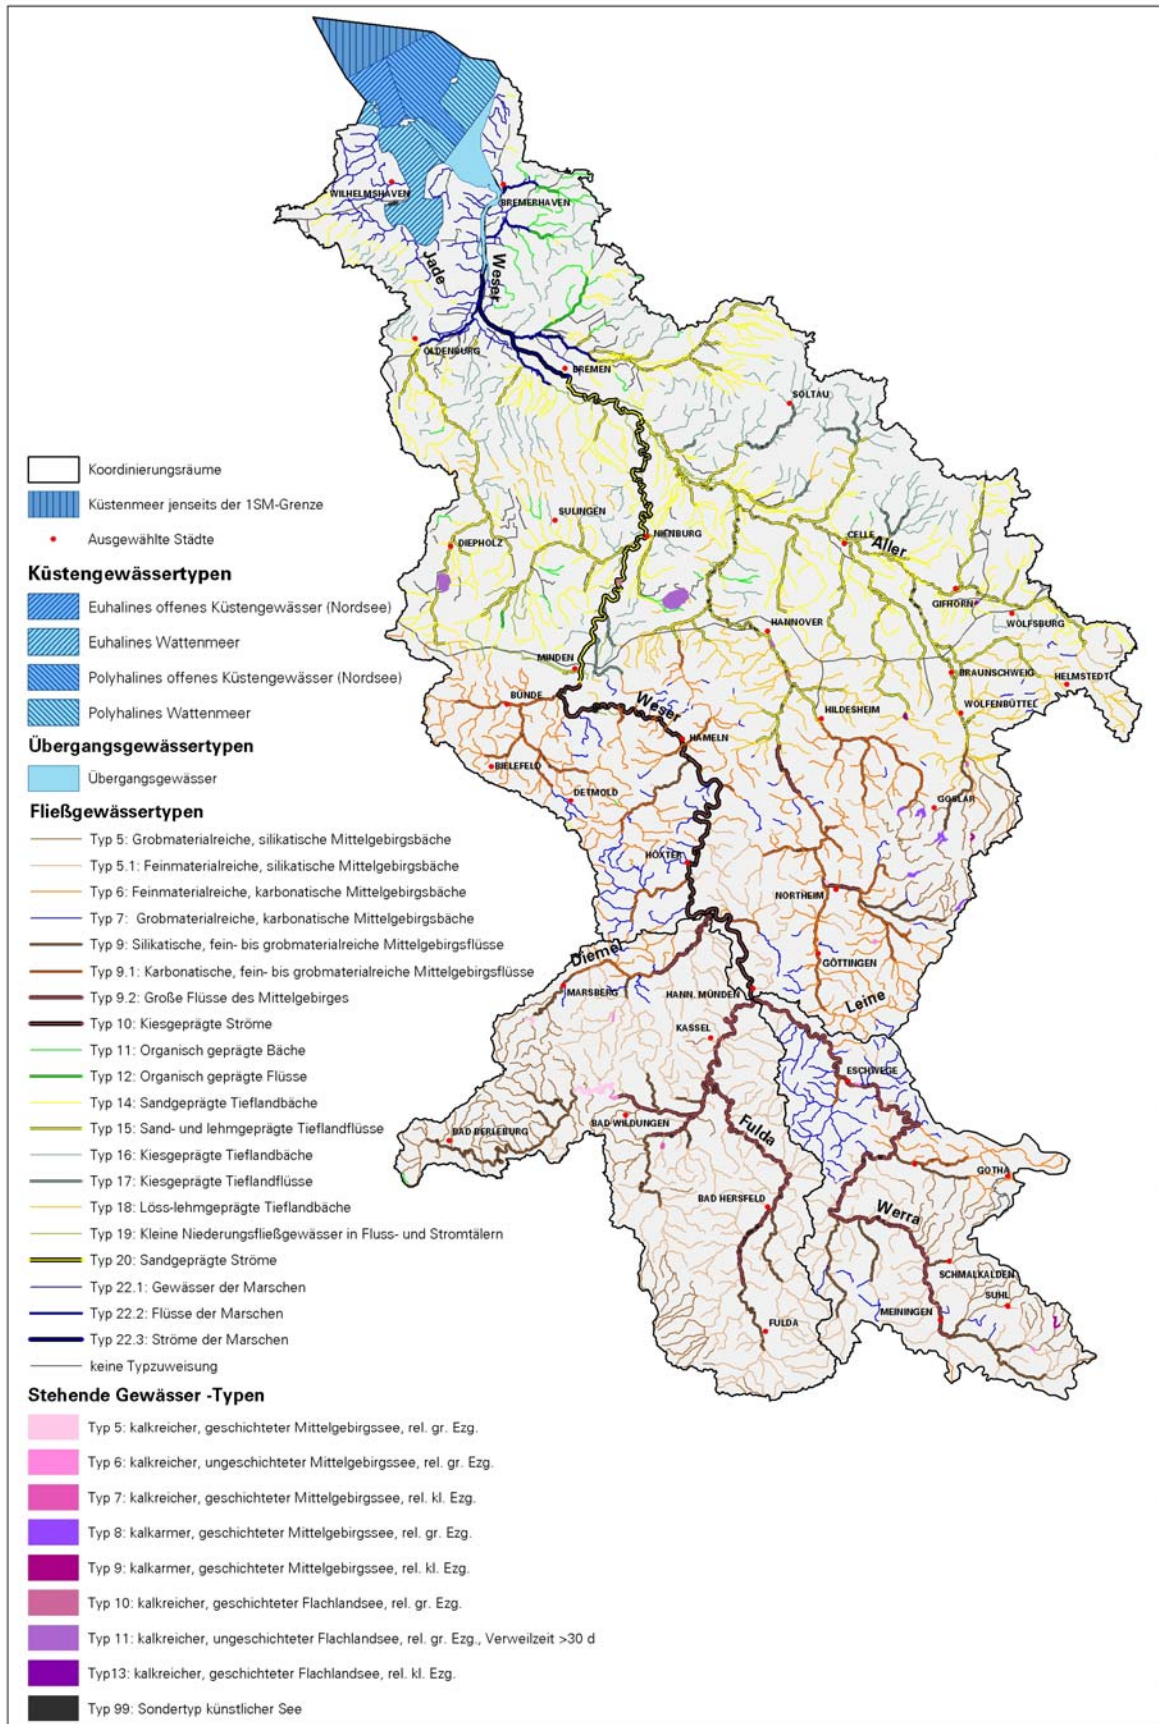 WILHELMSHAVEN
BREMERHAVEN
Jade
Weser
OLDENBURG
BREMEN
SOLTAU
SULINGEN
NIENBURG
DIEPHOLZ
CELLE
Aller
GIFHORN
WOLFSBURG
HANNOVER
MINDEN
BRAUNSCHWEIG
HELMSTEDT
BÜNDE
Weser
HILDESHEIM
WOLFENBÜTTEL
HAMELN
BIELEFELD
DETMOLD
GOSLAR
HÖXTER
NORTHEIM
Diemel
GÖTTINGEN
MARSBERG
HANN. MÜNDEN
Leine
KASSEL
ESCHWEGE
BAD WILDUNGEN
Fulda
BAD BERLEBURG
GOTHA
BAD HERSFELD
Werra
SCHMALKALDEN
SUHL
MEININGEN
FULDA
Koordinierungsräume
Küstenmeer jenseits der 1SM-Grenze
Ausgewählte Städte
Küstengewässertypen
Euhalines offenes Küstengewässer (Nordsee)
Euhalines Wattenmeer
Polyhalines offenes Küstengewässer (Nordsee)
Polyhalines Wattenmeer
Übergangsgewässertypen
Übergangsgewässer
Fließgewässertypen
Typ 5: Grobmaterialreiche, silikatische Mittelgebirgsbäche
Typ 5.1: Feinmaterialreiche, silikatische Mittelgebirgsbäche
Typ 6: Feinmaterialreiche, karbonatische Mittelgebirgsbäche
Typ 7: Grobmaterialreiche, karbonatische Mittelgebirgsbäche
Typ 9: Silikatische, fein- bis grobmaterialreiche Mittelgebirgsflüsse
Typ 9.1: Karbonatische, fein- bis grobmaterialreiche Mittelgebirgsflüsse
Typ 9.2: Große Flüsse des Mittelgebirges
Typ 10: Kiesgeprägte Ströme
Typ 11: Organisch geprägte Bäche
Typ 12: Organisch geprägte Flüsse
Typ 14: Sandgeprägte Tieflandbäche
Typ 15: Sand- und lehmgeprägte Tieflandflüsse
Typ 16: Kiesgeprägte Tieflandbäche
Typ 17: Kiesgeprägte Tieflandflüsse
Typ 18: Löss-lehmgeprägte Tieflandbäche
Typ 19: Kleine Niederungsfließgewässer in Fluss- und Stromtälern
Typ 20: Sandgeprägte Ströme
Typ 22.1: Gewässer der Marschen
Typ 22.2: Flüsse der Marschen
Typ 22.3: Ströme der Marschen
keine Typzuweisung
Stehende Gewässer -Typen
Typ 5: kalkreicher, geschichteter Mittelgebirgssee, rel. gr. Ezg.
Typ 6: kalkreicher, ungeschichteter Mittelgebirgssee, rel. gr. Ezg.
Typ 7: kalkreicher, geschichteter Mittelgebirgssee, rel. kl. Ezg.
Typ 8: kalkarmer, geschichteter Mittelgebirgssee, rel. gr. Ezg.
Typ 9: kalkarmer, geschichteter Mittelgebirgssee, rel. kl. Ezg.
Typ 10: kalkreicher, geschichteter Flachlandsee, rel. gr. Ezg.
Typ 11: kalkreicher, ungeschichteter Flachlandsee, rel. gr. Ezg., Verweilzeit >30 d
Typ13: kalkreicher, geschichteter Flachlandsee, rel. kl. Ezg.
Typ 99: Sondertyp künstlicher See